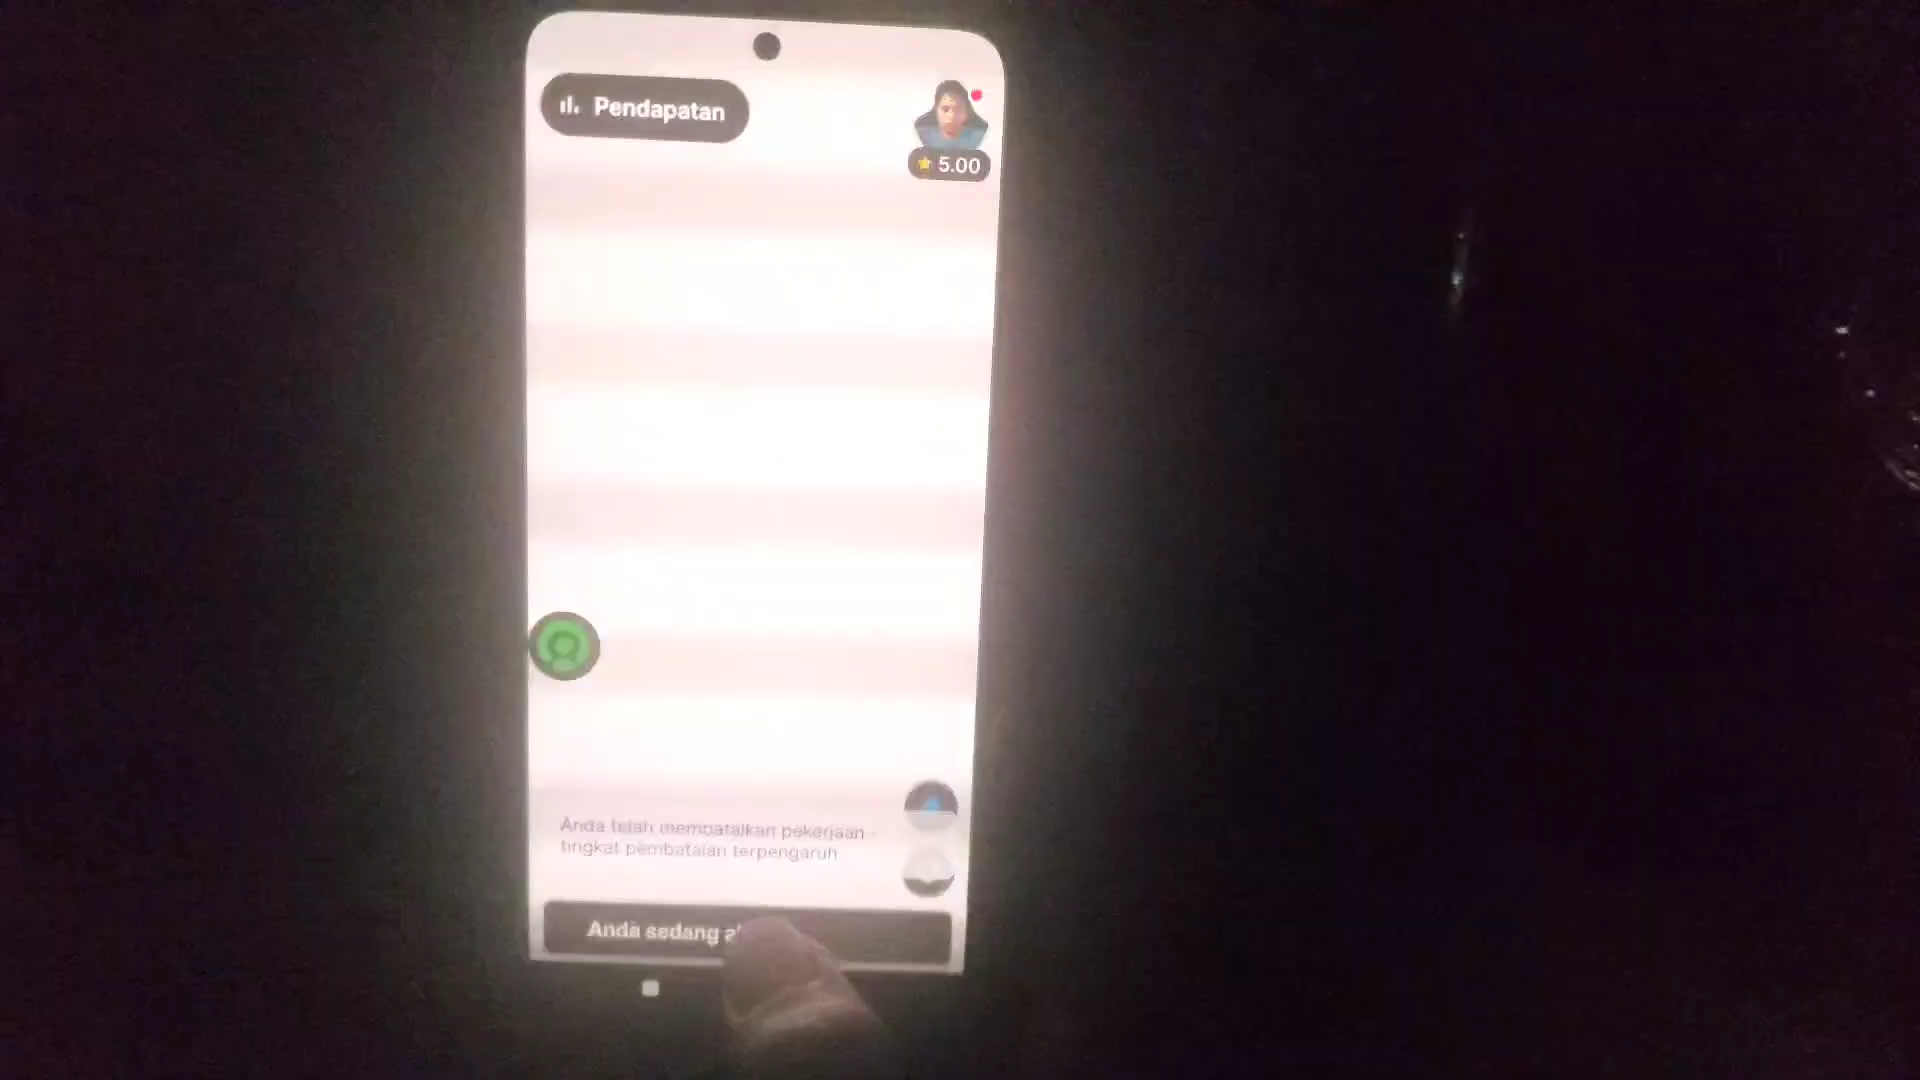 Pendapatan
5.00
Anda telah membatalkan pekerjaan -
tingkat pembatalan terpengaruh
Anda sedang